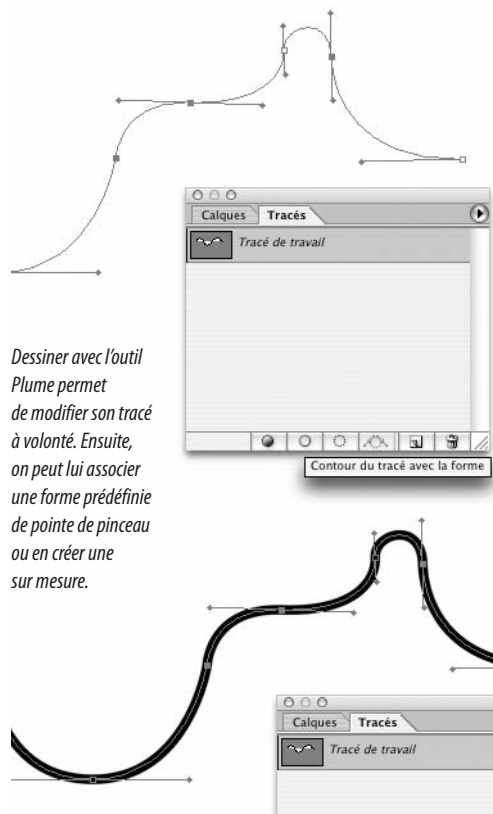 Calques Tracés
Tracé de travail
Dessiner avec l’outil
Plume permet
de modifier son tracé
à volonté. Ensuite,
on peut lui associer
une forme prédéfinie
de pointe de pinceau
ou en créer une
sur mesure.
Contour du tracé avec la forme
Calques Tracés
Tracé de travail